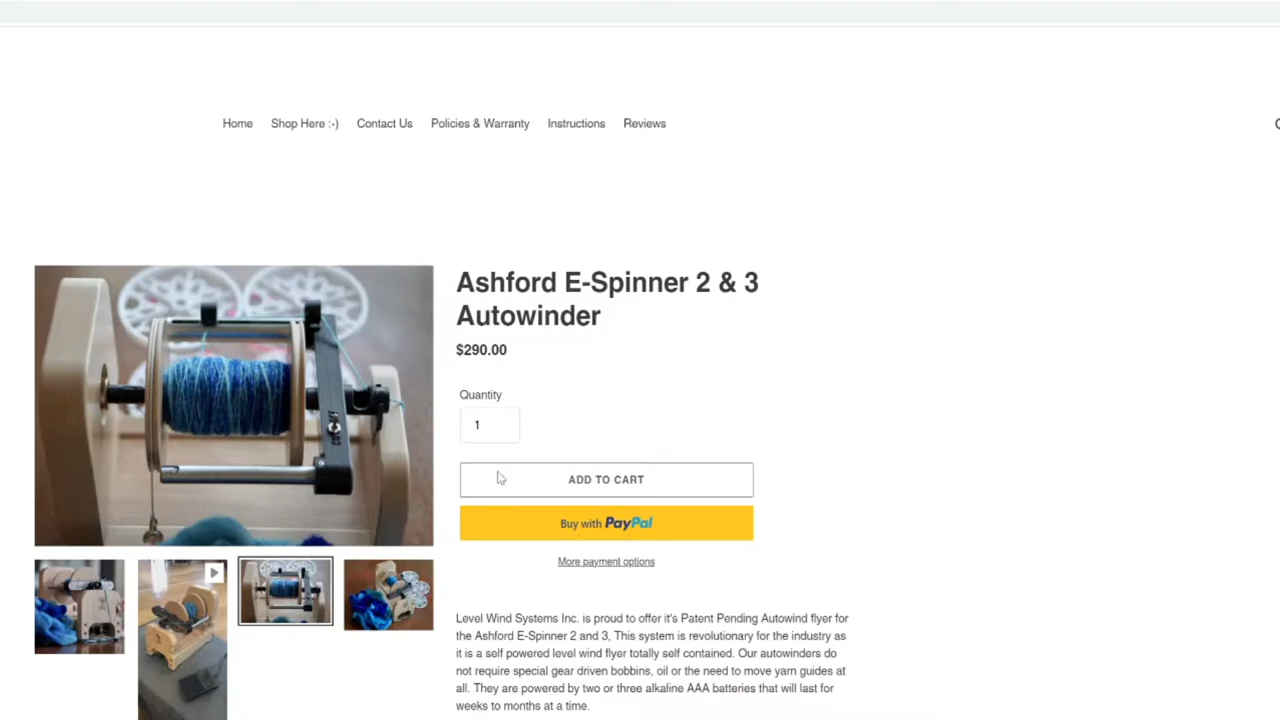 Home Shop Here :-) Contact Us Policies & Warranty Instructions Reviews
Ashford E-Spinner 2 & 3
Autowinder
$290.00
Quantity
1
ADD TO CART
Buy with PayPal
More payment options
Level Wind Systems Inc. is proud to offer it's Patent Pending Autowind flyer for
the Ashford E-Spinner 2 and 3, This system is revolutionary for the industry as
it is a self powered level wind flyer totally self contained. Our autowinders do
not require special gear driven bobbins, oil or the need to move yarn guides at
all. They are powered by two or three alkaline AAA batteries that will last for
weeks to months at a time.